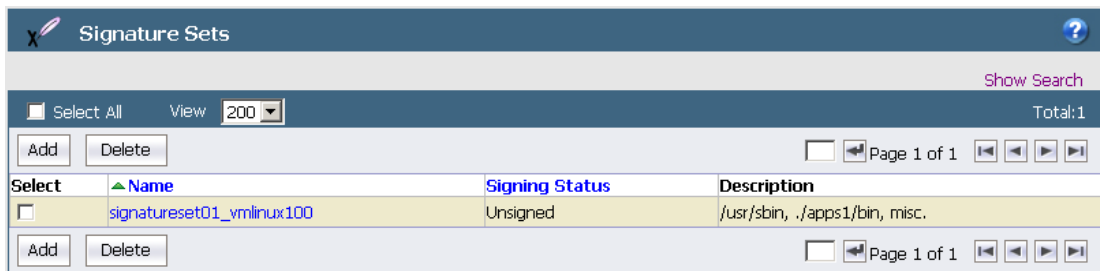 Signature Sets
?
Show Search
Select All View 200 Total:1
Add Delete Page 1 of 1
Select Name Signing Status Description
signatureset01_vmlinux100 Unsigned /usr/sbin, ./apps1/bin, misc.
Add Delete Page 1 of 1